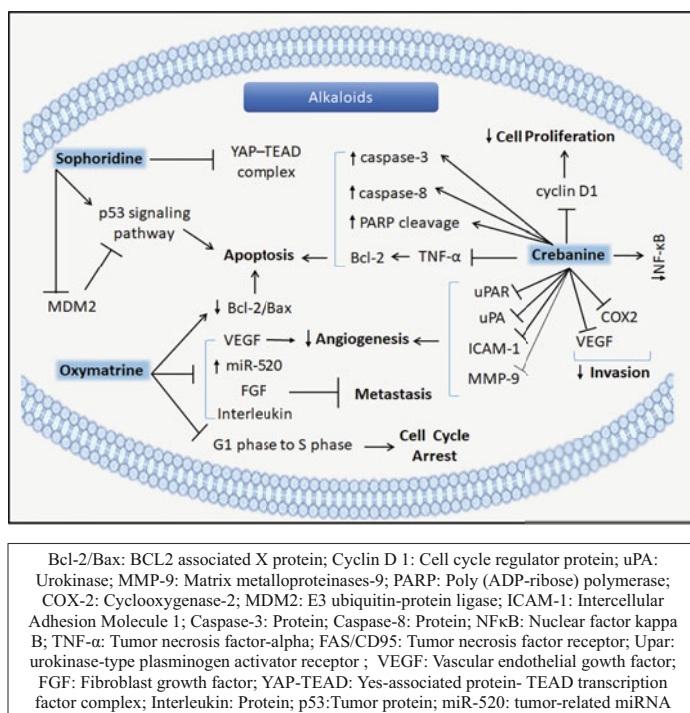 Alkaloids
Sophoridine
YAP–TEAD
complex
p53 signaling
pathway
MDM2
Apoptosis
↓ Bcl-2/Bax
Oxymatrine
VEGF
↑ miR-520
FGF
Interleukin
G1 phase to S phase
Cell Cycle
Arrest
↓ Angiogenesis
Metastasis
↑ caspase-3
↑ caspase-8
↑ PARP cleavage
Bcl-2
TNF-α
↓ Cell Proliferation
cyclin D1
Crebanine
↓NF-κB
uPAR
uPA
ICAM-1
MMP-9
COX2
VEGF
↓ Invasion
Bcl-2/Bax: BCL2 associated X protein; Cyclin D 1: Cell cycle regulator protein; uPA:
Urokinase; MMP-9: Matrix metalloproteinases-9; PARP: Poly (ADP-ribose) polymerase;
COX-2: Cyclooxygenase-2; MDM2: E3 ubiquitin-protein ligase; ICAM-1: Intercellular
Adhesion Molecule 1; Caspase-3: Protein; Caspase-8: Protein; NFκB: Nuclear factor kappa
B; TNF-α: Tumor necrosis factor-alpha; FAS/CD95: Tumor necrosis factor receptor; Upar:
urokinase-type plasminogen activator receptor ; VEGF: Vascular endothelial gowth factor;
FGF: Fibroblast growth factor; YAP-TEAD: Yes-associated protein- TEAD transcription
factor complex; Interleukin: Protein; p53:Tumor protein; miR-520: tumor-related miRNA